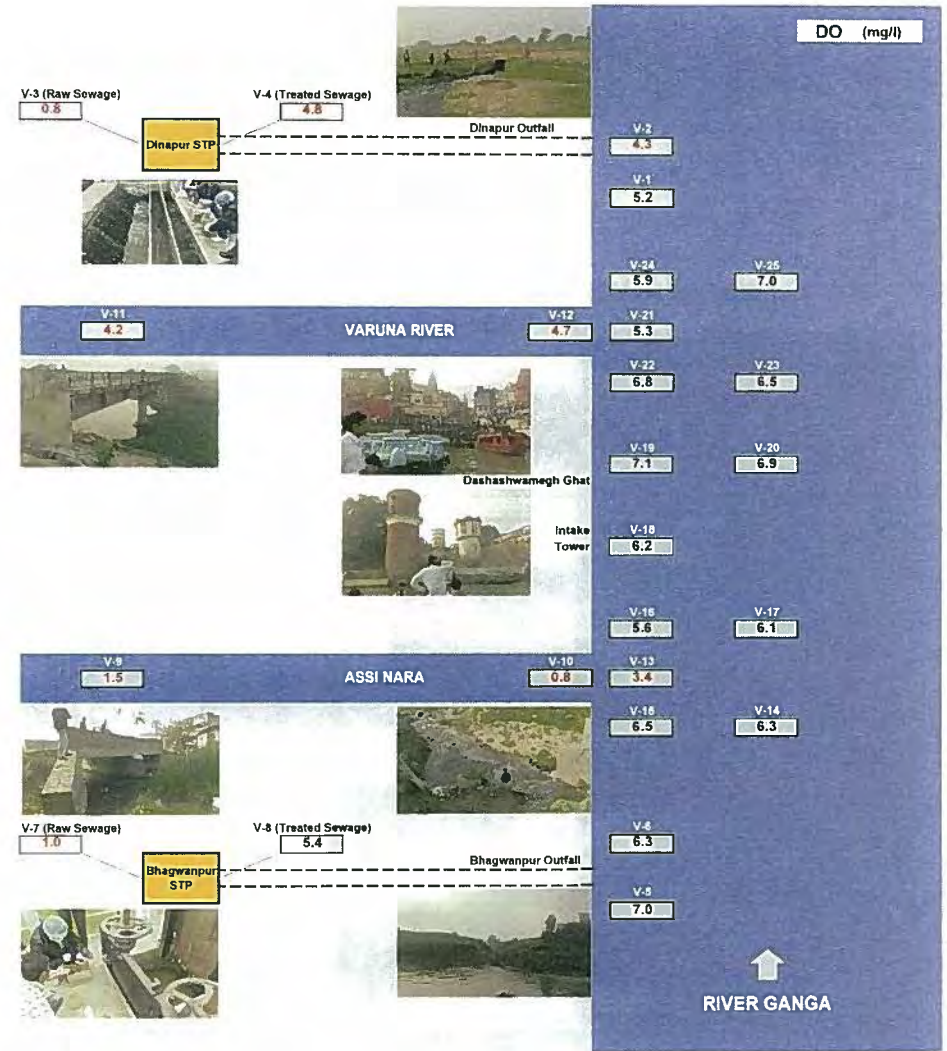 DO (mg/l)
V-3 (Raw Sewage)
0.8
V-4 (Treated Sewage)
4.8
Dinapur STP
Dinapur Outfall
V-2
4.3
V-1
5.2
V-24
5.9
V-25
7.0
V-11
4.2
VARUNA RIVER
V-12
4.7
V-21
5.3
V-22
6.8
V-23
6.5
V-19
7.1
V-20
6.9
Dashashwamegh Ghat
Intake
Tower
V-18
6.2
V-16
5.6
V-17
6.1
V-9
1.5
ASSI NARA
V-10
0.8
V-13
3.4
V-15
6.5
V-14
6.3
V-7 (Raw Sewage)
1.0
V-8 (Treated Sewage)
5.4
Bhagwanpur
STP
Bhagwanpur Outfall
V-6
6.3
V-5
7.0
RIVER GANGA